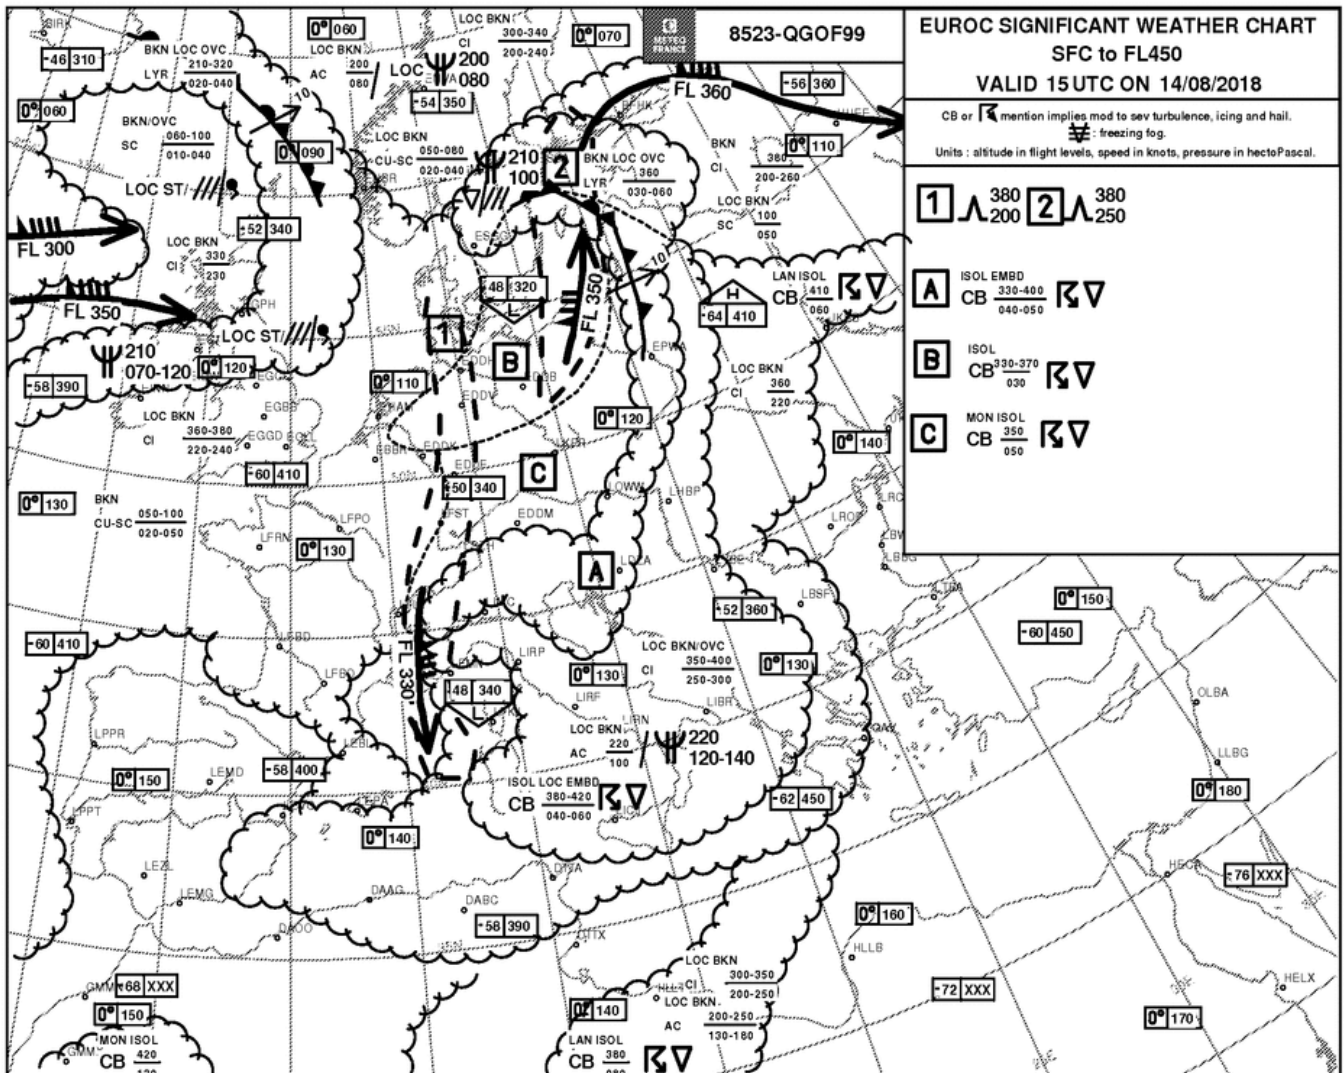 8523-QGOF99
METEO
FRANCE
EUROC SIGNIFICANT WEATHER CHART
SFC to FL450
VALID 15 UTC ON 14/08/2018
CB or mention implies mod to sev turbulence, icing and hail.
: freezing fog.
Units : altitude in flight levels, speed in knots, pressure in hectoPascal.
1 380
200
2 380
250
A ISOL EMBD
CB 330-400
040-050
B ISOL
CB 330-370
030
C MON ISOL
CB 350
050
BIRK
-46 310
0° 060
BKN LOC OVC
LYR 210-320
020-040
10
0° 060
LOC BKN
AC 200
080
LOC BKN
CI 300-340
200-240
LOC 200
080
-54 350
0° 070
FL 360
-56 360
0° 110
BKN/OVC
SC 060-100
010-040
0° 090
LOC BKN
CU-SC 050-080
020-040
210
100
2
BKN LOC OVC
LYR 360
030-060
BKN
CI 380
200-260
LOC BKN
SC 100
050
LOC ST/
FL 300
-52 340
LOC BKN
CI 330
230
FL 350
48 320
L
FL 350
10
H
-64 410
LAN ISOL
CB 410
060
LOC ST/
210
070-120
0° 120
-58 390
1
B
EPWA
0° 110
EDDH
EDDV
LOC BKN
CI 360
220
LOC BKN
CI 360-380
220-240
EGBB
EGGD
-60 410
EBBR
EDDK
0° 120
0° 140
0° 130
BKN
CU-SC 050-100
020-050
LFPO
LFRN
0° 130
C
-50 340
EDDM
LOWW
LHBP
LROP
A
-52 360
LBSF
LTBA
0° 150
-60 450
-60 410
LFBD
LFBO
FL 330
LIRP
LIRF
LIRN
LIBR
0° 130
LOC BKN/OVC
CI 350-400
250-300
0° 130
48 340
L
LOC BKN
AC 220
100
220
120-140
ISOL LOC EMBD
CB 380-420
040-060
-62 450
OLBA
LLBG
0° 180
LPPR
LEMD
0° 150
-58 400
LPPT
0° 140
LEZL
LEMG
DAAG
DABC
DTTA
DAOO
-58 390
DTTX
0° 160
HLLB
HECA
-76 XXX
-72 XXX
HELX
0° 170
-68 XXX
0° 150
MON ISOL
CB 420
LOC BKN
CI 300-350
200-250
LOC BKN
AC 200-250
130-180
0° 140
LAN ISOL
CB 380